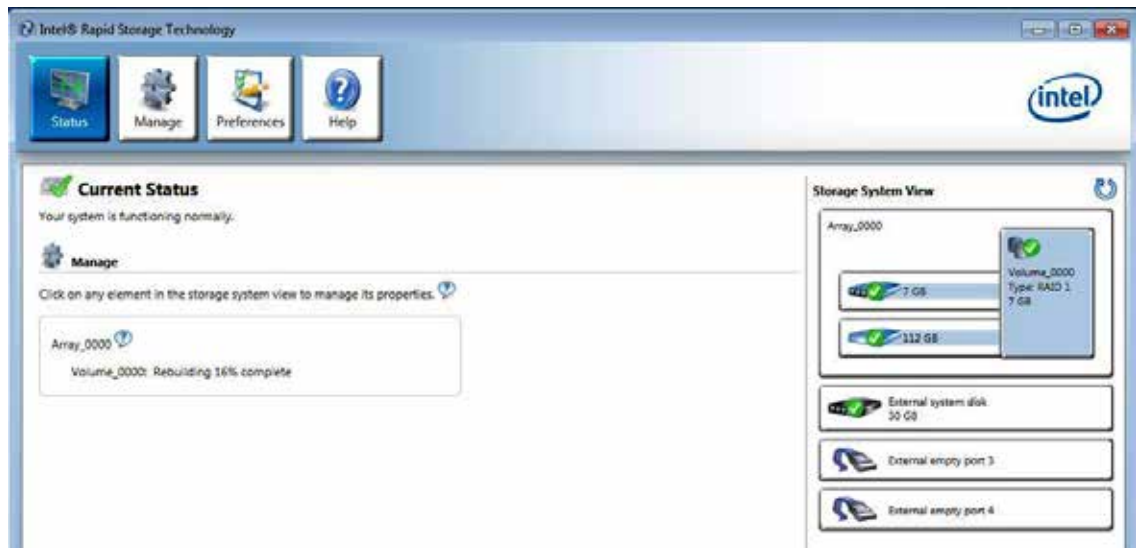 Intel® Rapid Storage Technology
Status
Manage
Preferences
Help
intel
Current Status
Your system is functioning normally.
Manage
Click on any element in the storage system view to manage its properties.
Array_0000
Volume_0000: Rebuilding 16% complete
Storage System View
Array_0000
Volume_0000
Type: RAID 1
7 GB
7 GB
112 GB
External system disk
30 GB
External empty port 3
External empty port 4